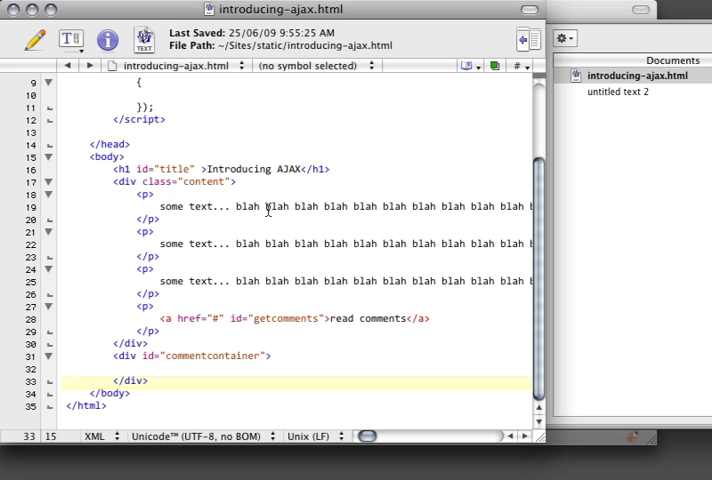 introducing-ajax.html
Last Saved: 25/06/09 9:55:25 AM
File Path: ~/Sites/static/introducing-ajax.html
TEXT
introducing-ajax.html (no symbol selected) #
9 {
10
11 });
12 </script>
13
14 </head>
15 <body>
16 <h1 id="title" >Introducing AJAX</h1>
17 <div class="content">
18 <p>
19 some text... blah blah blah blah blah blah blah blah blah blah b
20 </p>
21 <p>
22 some text... blah blah blah blah blah blah blah blah blah blah b
23 </p>
24 <p>
25 some text... blah blah blah blah blah blah blah blah blah blah b
26 </p>
27 <p>
28 <a href="#" id="getcomments">read comments</a>
29 </p>
30 </div>
31 <div id="commentcontainer">
32
33 </div>
34 </body>
35 </html>
33 15 XML Unicode™ (UTF-8, no BOM) Unix (LF)
Documents
introducing-ajax.html
untitled text 2